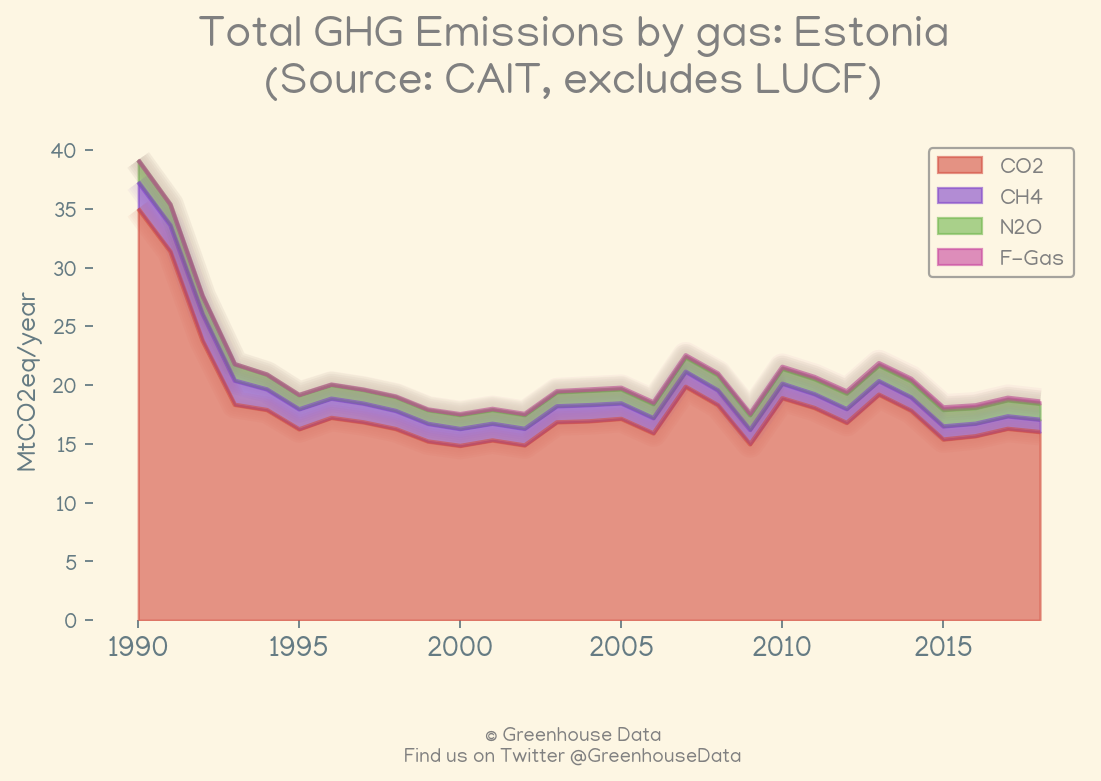 Total GHG Emissions by gas: Estonia
(Source: CAIT, excludes LUCF)
MtCO2eq/year
40
35
30
25
20
15
10
5
0
1990 1995 2000 2005 2010 2015
CO2
CH4
N2O
F-Gas
© Greenhouse Data
Find us on Twitter @GreenhouseData